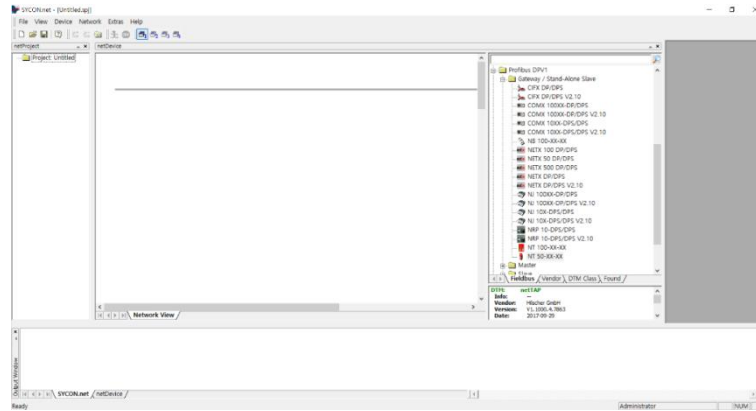 SYCON.net - [Untitled.spj]
File View Device Network Extras Help
netProject
netDevice
Project: Untitled
Profibus DPV1
Gateway / Stand-Alone Slave
CIFX DP/DPS
CIFX DP/DPS V2.10
COMX 100XX-DP/DPS
COMX 100XX-DP/DPS V2.10
COMX 10XX-DPS/DPS
COMX 10XX-DPS/DPS V2.10
NB 100-XX-XX
NETX 100 DP/DPS
NETX 50 DP/DPS
NETX 500 DP/DPS
NETX DP/DPS
NETX DP/DPS V2.10
NJ 100XX-DP/DPS
NJ 100XX-DP/DPS V2.10
NJ 10X-DPS/DPS
NJ 10X-DPS/DPS V2.10
NRP 10-DPS/DPS
NRP 10-DPS/DPS V2.10
NT 100-XX-XX
NT 50-XX-XX
Master
Slave
Fieldbus / Vendor / DTM Class / Found /
DTM: netTAP
Info: --
Vendor: Hilscher GmbH
Version: V1.1000.4.7863
Date: 2017-09-29
Network View
Output Window
SYCON.net / netDevice /
Ready
Administrator
NUM